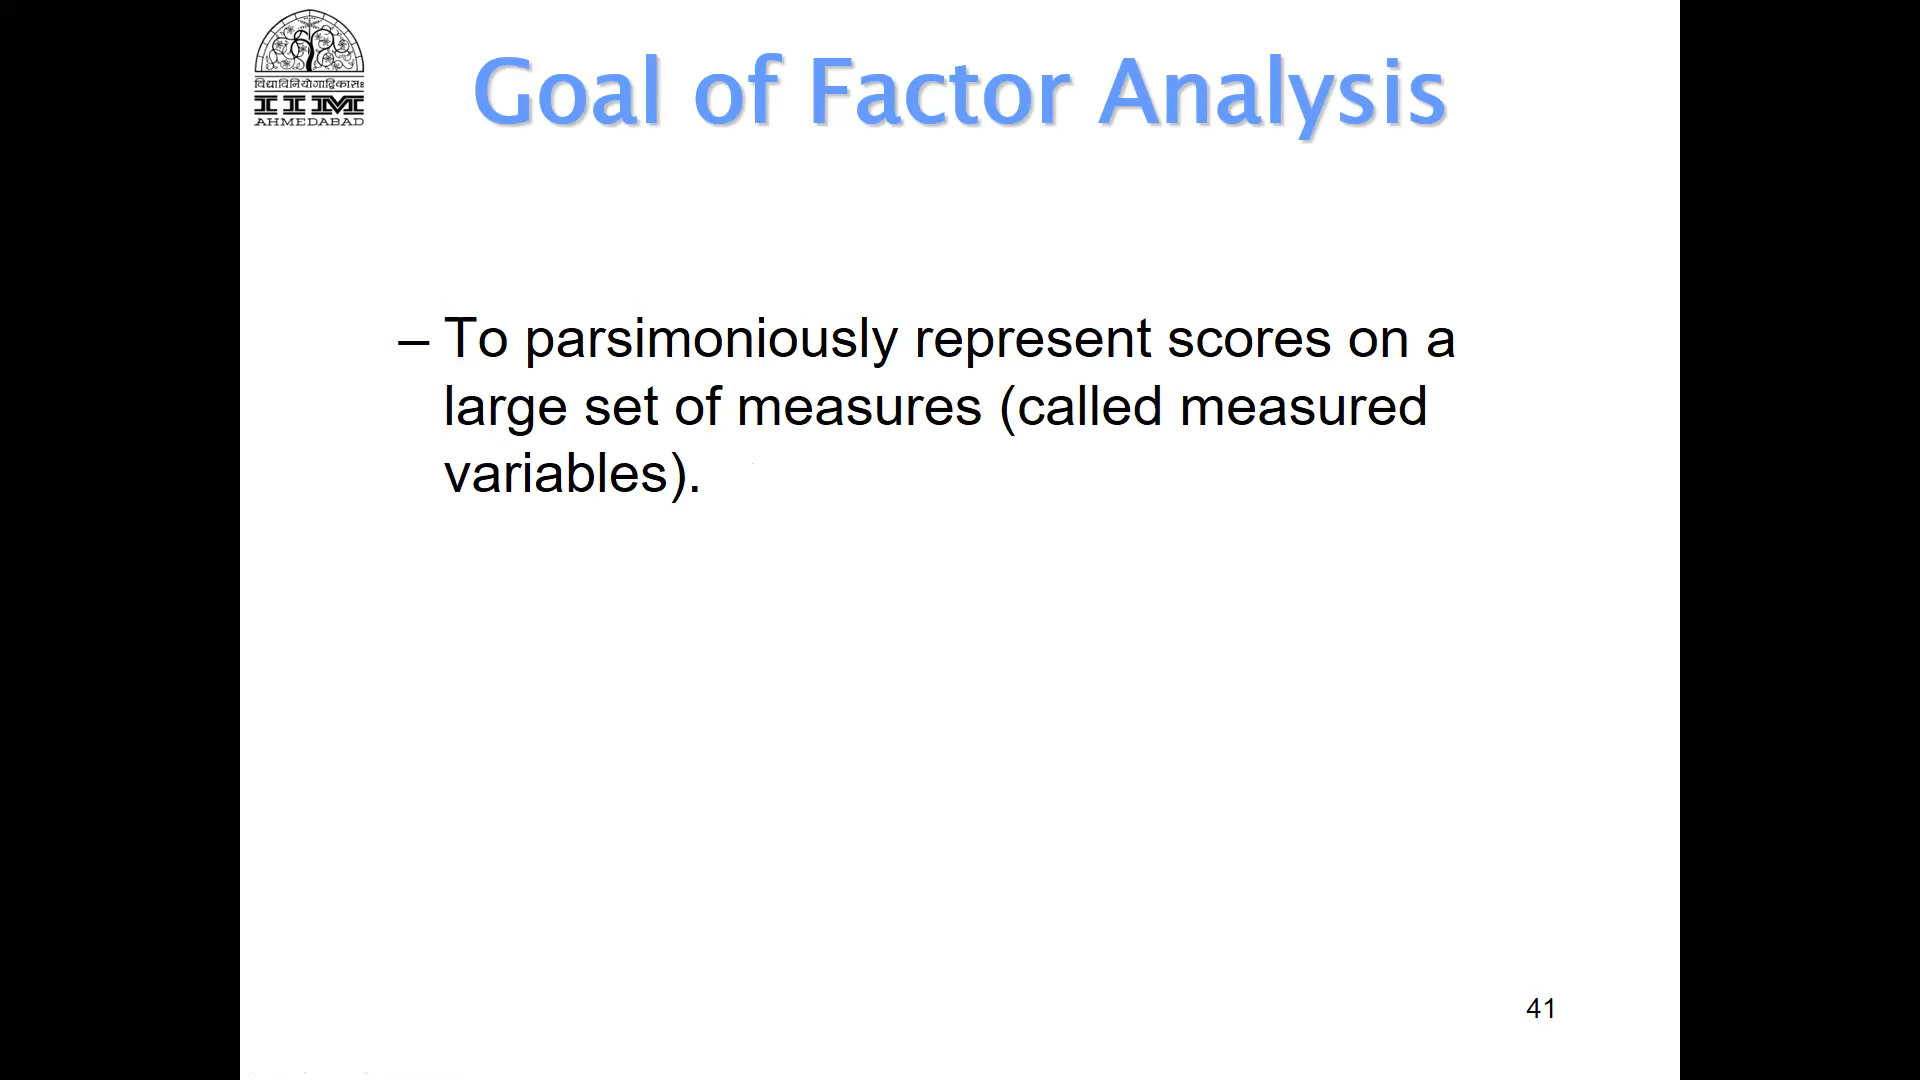 विद्याविनियोगाद्विकासः
IIM
AHMEDABAD
Goal of Factor Analysis
– To parsimoniously represent scores on a
large set of measures (called measured
variables).
41